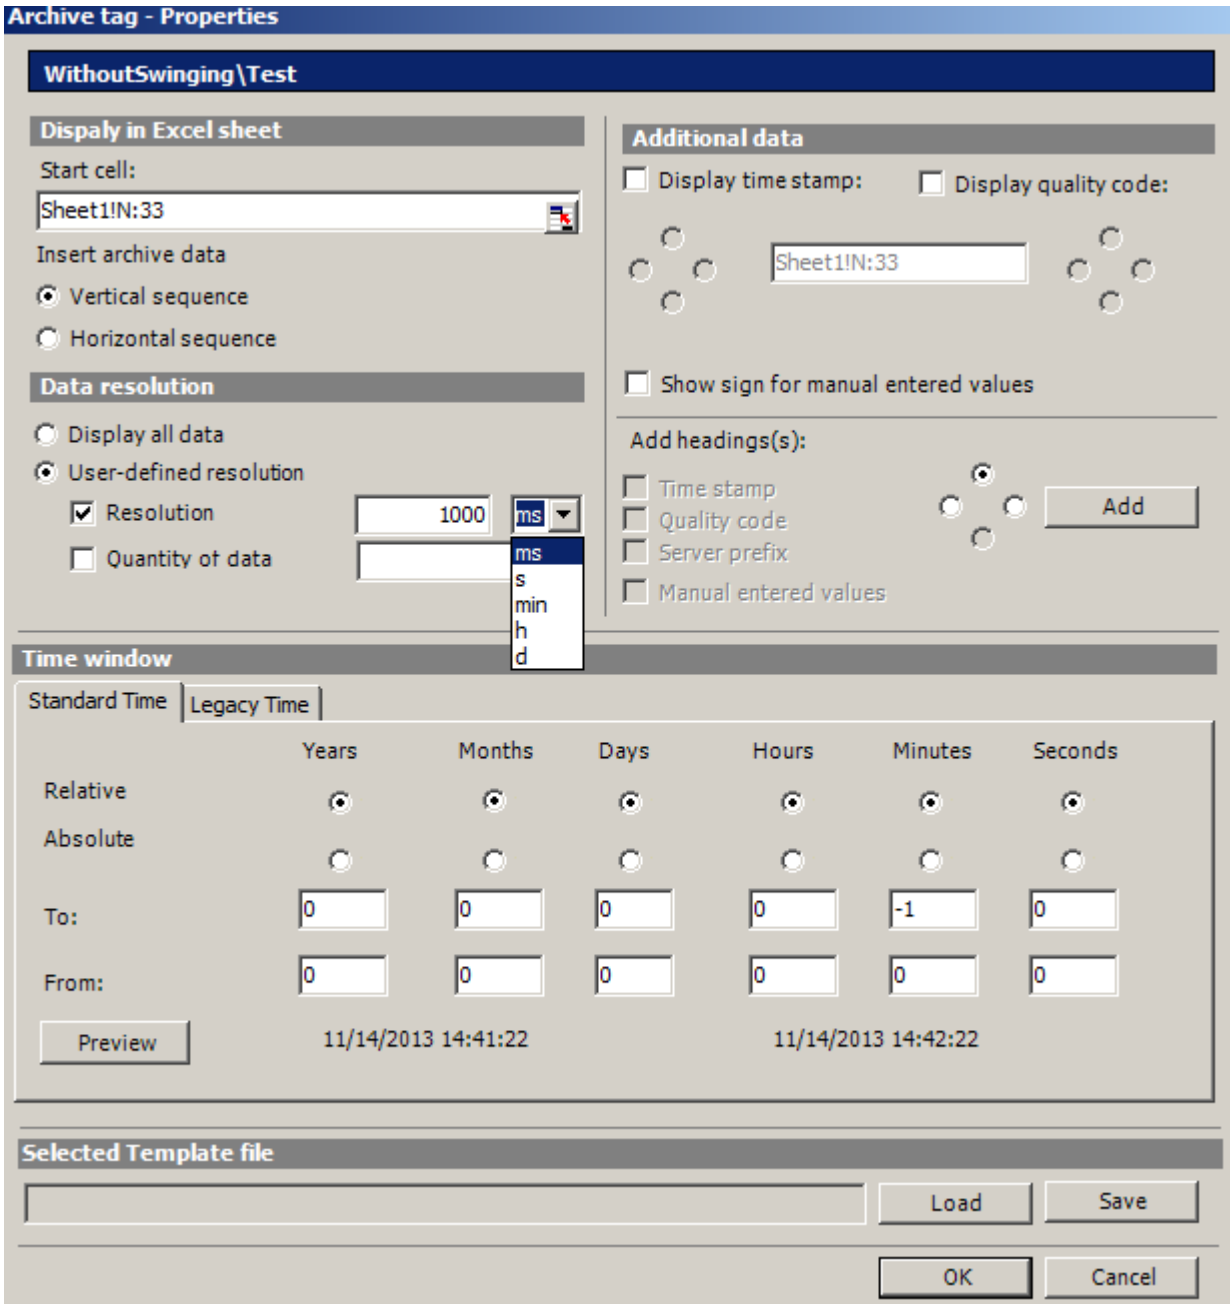 Archive tag - Properties
WithoutSwinging\Test
Dispaly in Excel sheet
Start cell:
Sheet1!N:33
Insert archive data
Vertical sequence
Horizontal sequence
Data resolution
Display all data
User-defined resolution
Resolution 1000 ms
Quantity of data
ms
s
min
h
d
Additional data
Display time stamp: Display quality code:
Sheet1!N:33
Show sign for manual entered values
Add headings(s):
Time stamp
Quality code
Server prefix
Manual entered values
Add
Time window
Standard Time Legacy Time
Years Months Days Hours Minutes Seconds
Relative
Absolute
To: 0 0 0 0 -1 0
From: 0 0 0 0 0 0
Preview 11/14/2013 14:41:22 11/14/2013 14:42:22
Selected Template file
Load Save
OK Cancel